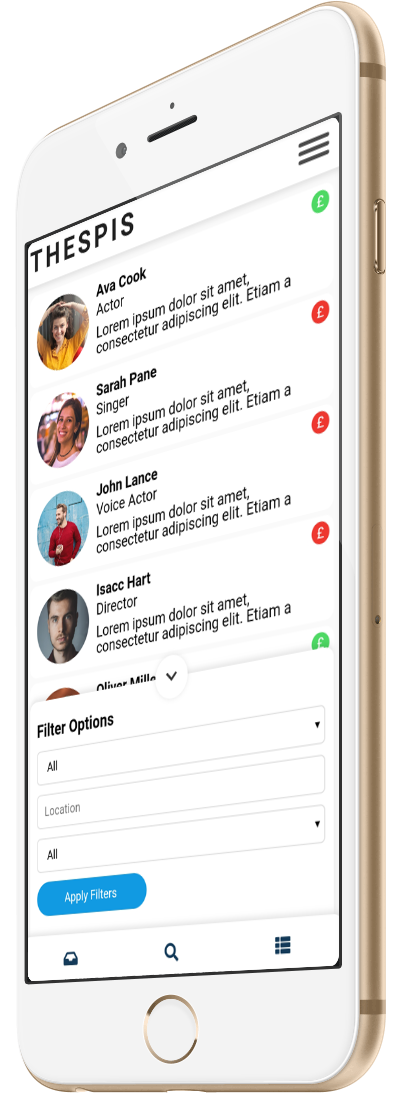 THESPIS
£
Ava Cook
Actor
Lorem ipsum dolor sit amet,
consectetur adipiscing elit. Etiam a
£
Sarah Pane
Singer
Lorem ipsum dolor sit amet,
consectetur adipiscing elit. Etiam a
£
John Lance
Voice Actor
Lorem ipsum dolor sit amet,
consectetur adipiscing elit. Etiam a
£
Isacc Hart
Director
Lorem ipsum dolor sit amet,
consectetur adipiscing elit. Etiam a
£
Oliver Mille
Filter Options
All
Location
All
Apply Filters